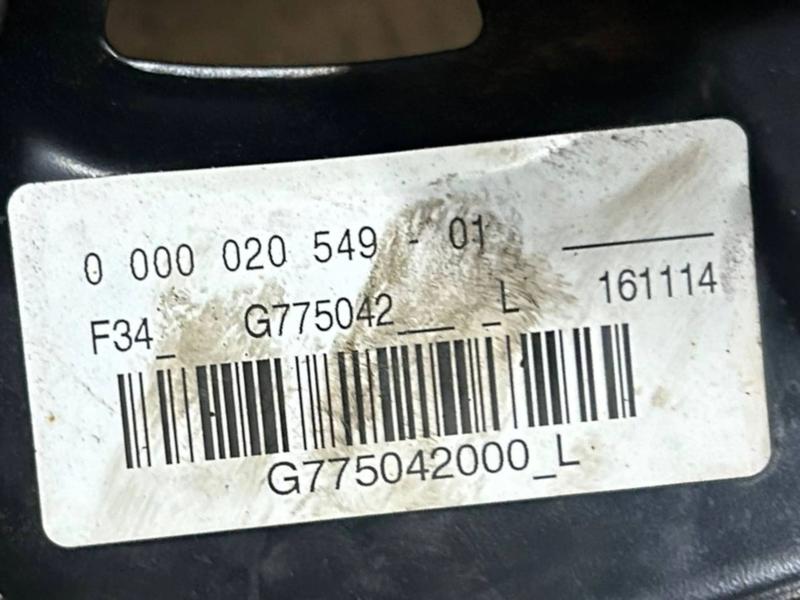 0 000 020 549 - 01
F34_ G775042___ _L 161114
G775042000_L